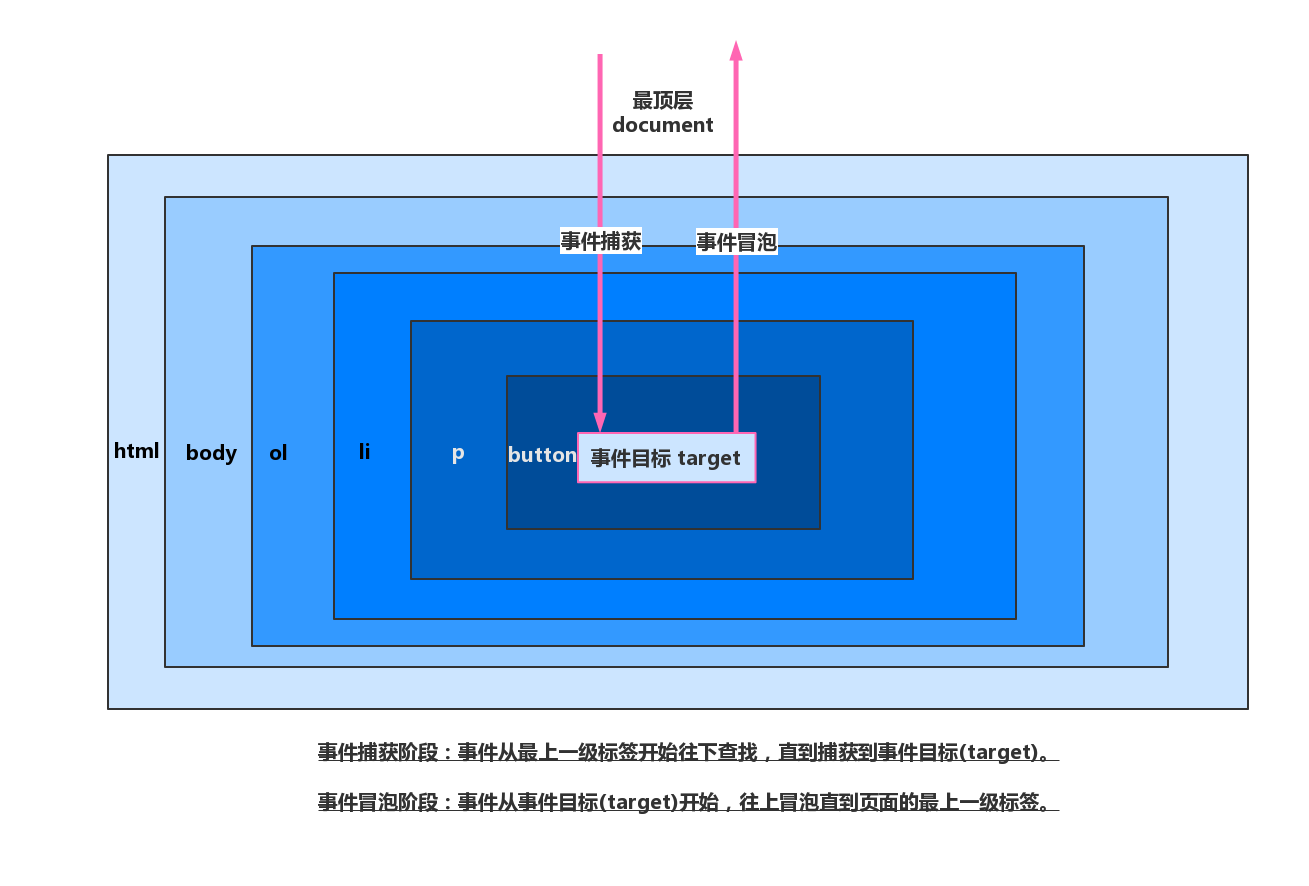 最顶层
document
事件捕获
事件冒泡
html
body
ol
li
p
button
事件目标 target
事件捕获阶段：事件从最上一级标签开始往下查找，直到捕获到事件目标(target)。
事件冒泡阶段：事件从事件目标(target)开始，往上冒泡直到页面的最上一级标签。